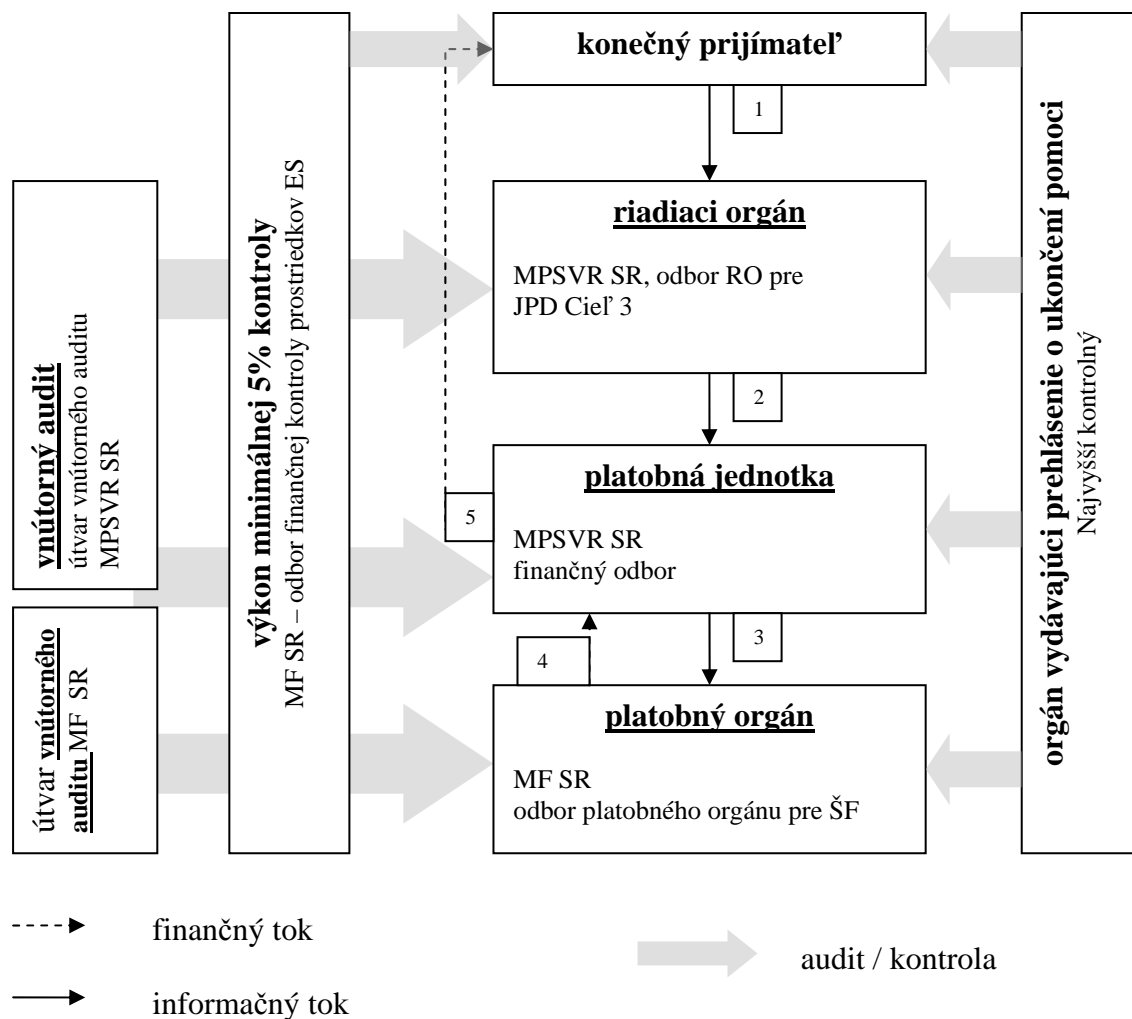 konečný prijímateľ
1
riadiaci orgán
MPSVR SR, odbor RO pre
JPD Cieľ 3
2
platobná jednotka
MPSVR SR
finančný odbor
5
3
4
platobný orgán
MF SR
odbor platobného orgánu pre ŠF
vnútorný audit
útvar vnútorného auditu
MPSVR SR
útvar vnútorného
auditu MF SR
výkon minimálnej 5% kontroly
MF SR – odbor finančnej kontroly prostriedkov ES
orgán vydávajúci prehlásenie o ukončení pomoci
Najvyšší kontrolný
finančný tok
audit / kontrola
informačný tok